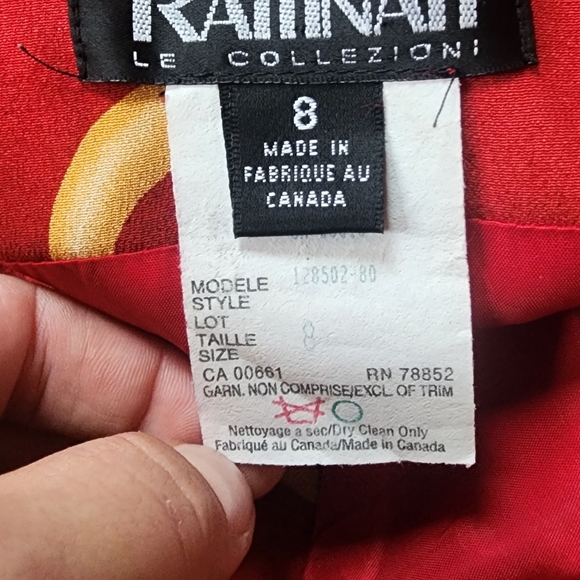 LE COLLEZIONI
8
MADE IN
FABRIQUE AU
CANADA
MODELE 128502-80
STYLE
LOT
TAILLE 8
SIZE
CA 00661 RN 78852
GARN. NON COMPRISE/EXCL OF TRIM
Nettoyage a sec/Dry Clean Only
Fabriqué au Canada/Made in Canada